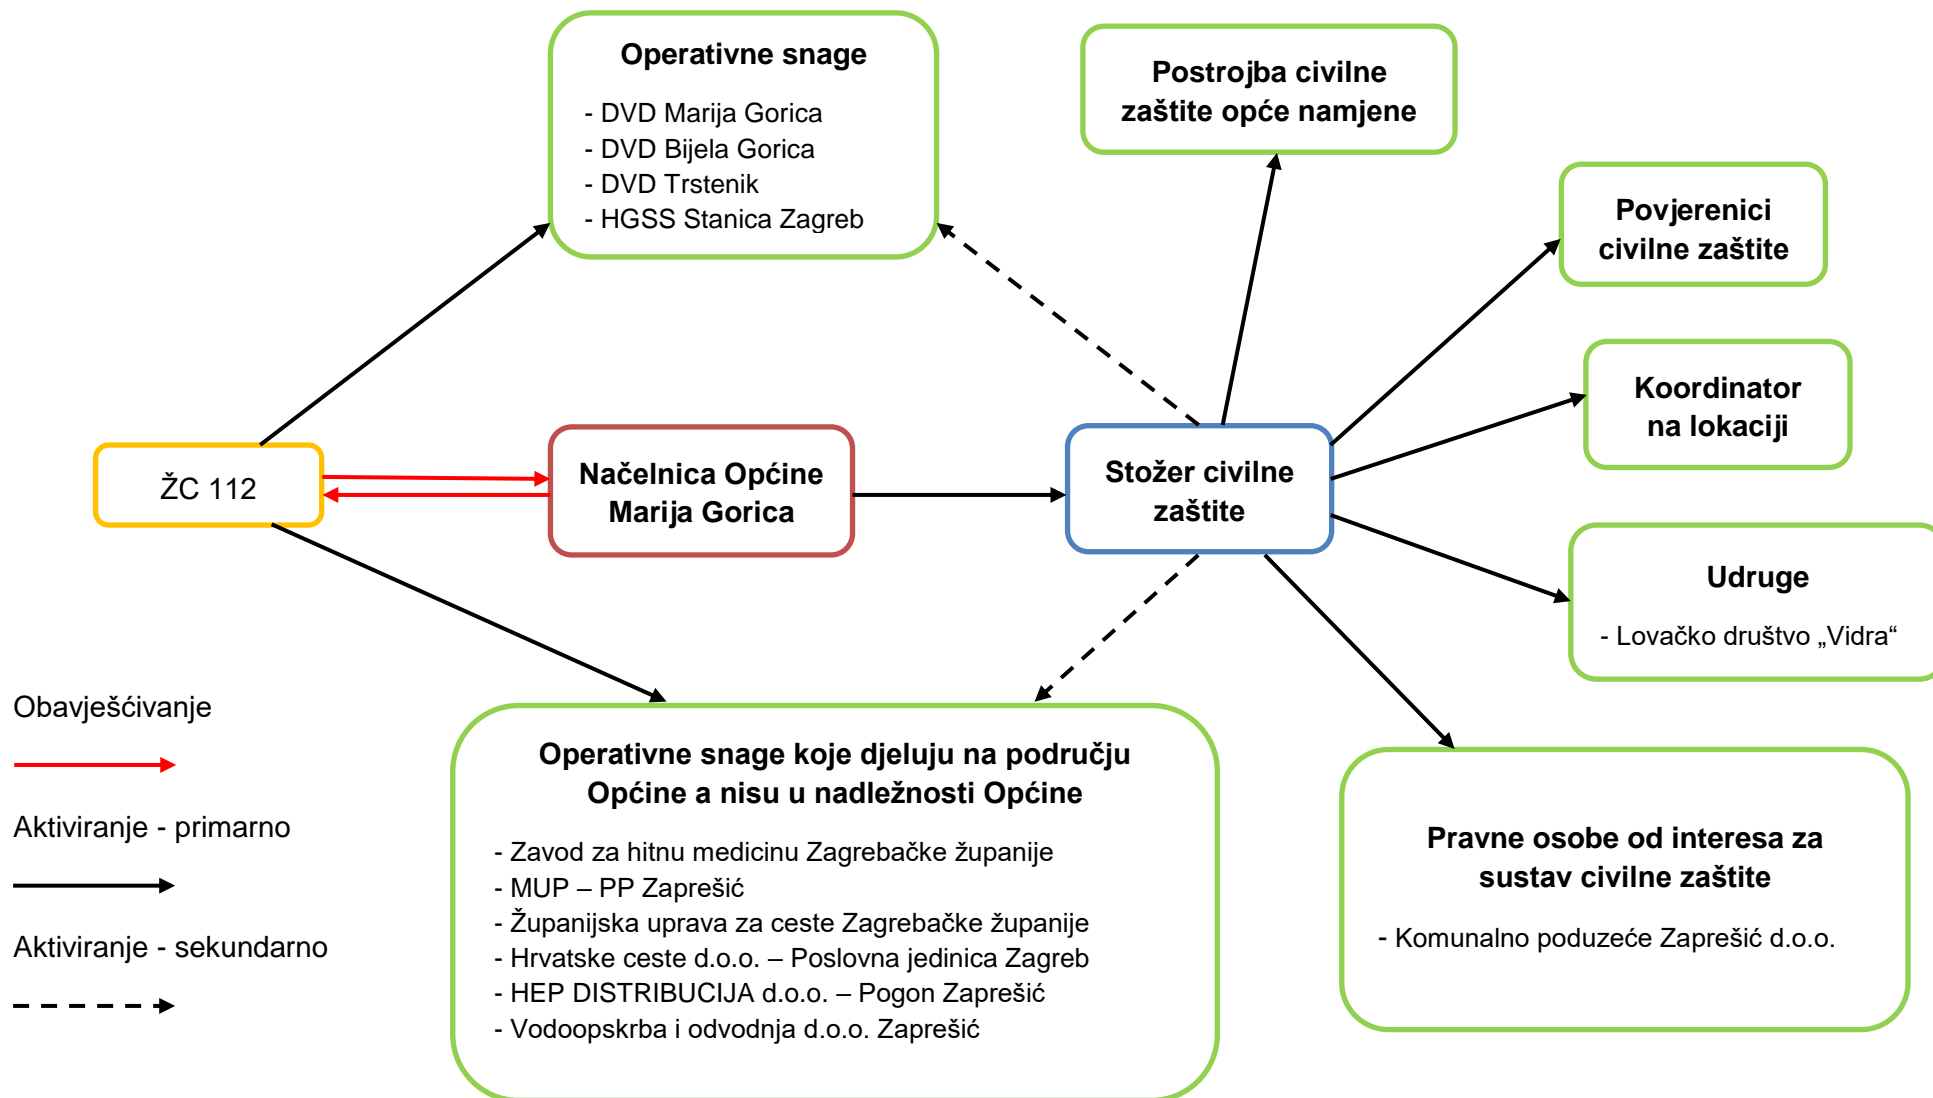 Operativne snage
- DVD Marija Gorica
- DVD Bijela Gorica
- DVD Trstenik
- HGSS Stanica Zagreb
Postrojba civilne
zaštite opće namjene
Povjerenici
civilne zaštite
Koordinator
na lokaciji
ŽC 112
Načelnica Općine
Marija Gorica
Stožer civilne
zaštite
Udruge
- Lovačko društvo „Vidra“
Obavješćivanje
Aktiviranje - primarno
Aktiviranje - sekundarno
Operativne snage koje djeluju na području
Općine a nisu u nadležnosti Općine
- Zavod za hitnu medicinu Zagrebačke županije
- MUP – PP Zaprešić
- Županijska uprava za ceste Zagrebačke županije
- Hrvatske ceste d.o.o. – Poslovna jedinica Zagreb
- HEP DISTRIBUCIJA d.o.o. – Pogon Zaprešić
- Vodoopskrba i odvodnja d.o.o. Zaprešić
Pravne osobe od interesa za
sustav civilne zaštite
- Komunalno poduzeće Zaprešić d.o.o.